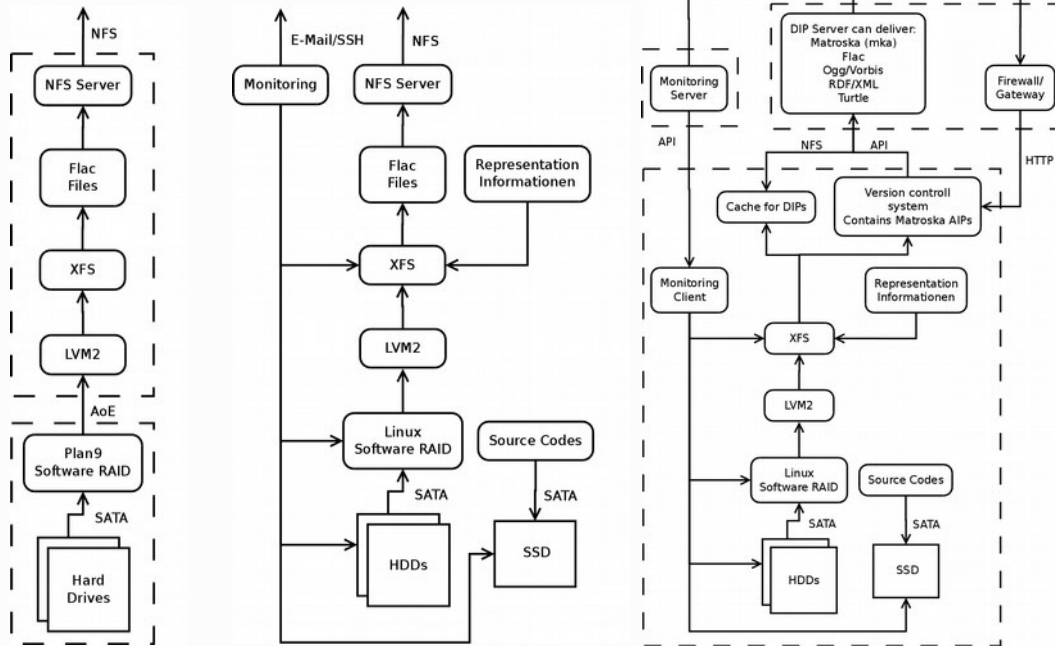 NFS
NFS Server
Flac
Files
XFS
LVM2
AoE
Plan9
Software RAID
SATA
Hard
Drives
E-Mail/SSH
NFS
Monitoring
NFS Server
Flac
Files
Representation
Informationen
XFS
LVM2
Linux
Software RAID
Source Codes
SATA
SATA
HDDs
SSD
DIP Server can deliver:
Matroska (mka)
Flac
Ogg/Vorbis
RDF/XML
Turtle
Monitoring
Server
Firewall/
Gateway
API
NFS
API
HTTP
Cache for DIPs
Version controll
system
Contains Matroska AIPs
Monitoring
Client
Representation
Informationen
XFS
LVM2
Linux
Software RAID
Source Codes
SATA
SATA
HDDs
SSD